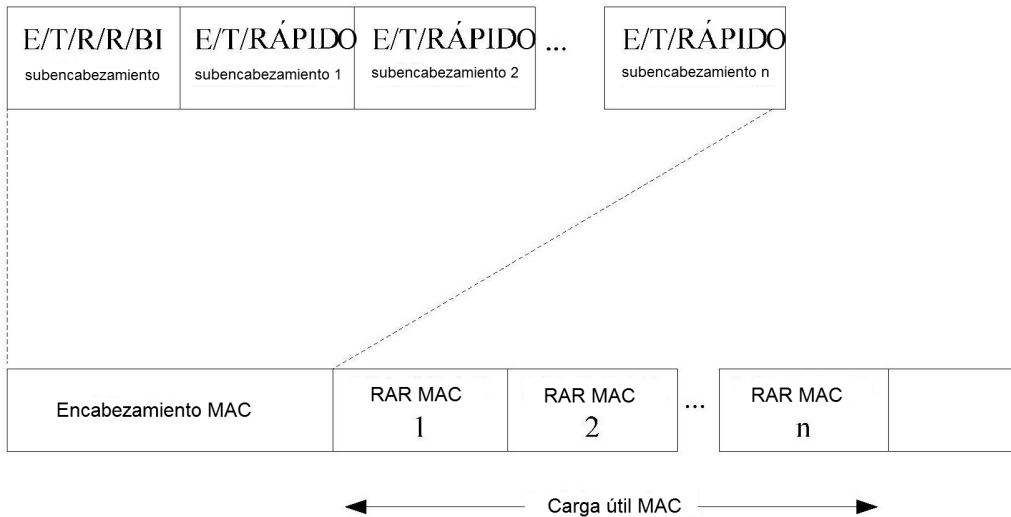 E/T/R/R/BI E/T/RÁPIDO E/T/RÁPIDO ... E/T/RÁPIDO
subencabezamiento subencabezamiento 1 subencabezamiento 2 subencabezamiento n
Encabezamiento MAC
RAR MAC RAR MAC ... RAR MAC
1 2 n
Carga útil MAC